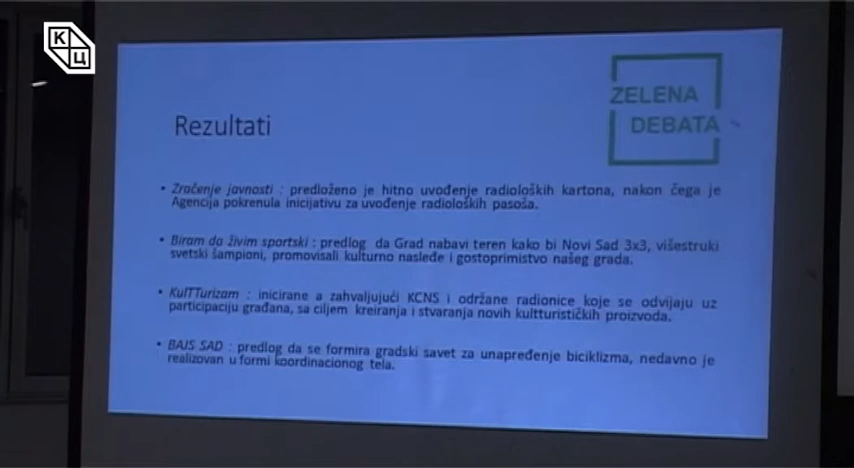 К
Ц
ZELENA
DEBATA
Rezultati
• Zračenje javnosti : predloženo je hitno uvođenje radioloških kartona, nakon čega je
Agencija pokrenula inicijativu za uvođenje radioloških pasoša.
• Biram da živim sportski : predlog da Grad nabavi teren kako bi Novi Sad 3x3, višestruki
svetski šampioni, promovisali kulturno nasleđe i gostoprimistvo našeg grada.
• KulTTurizam : inicirane a zahvaljujući KCNS i održane radionice koje se odvijaju uz
participaciju građana, sa ciljem kreiranja i stvaranja novih kultturističkih proizvoda.
• BAJS SAD : predlog da se formira gradski savet za unapređenje biciklizma, nedavno je
realizovan u formi koordinacionog tela.